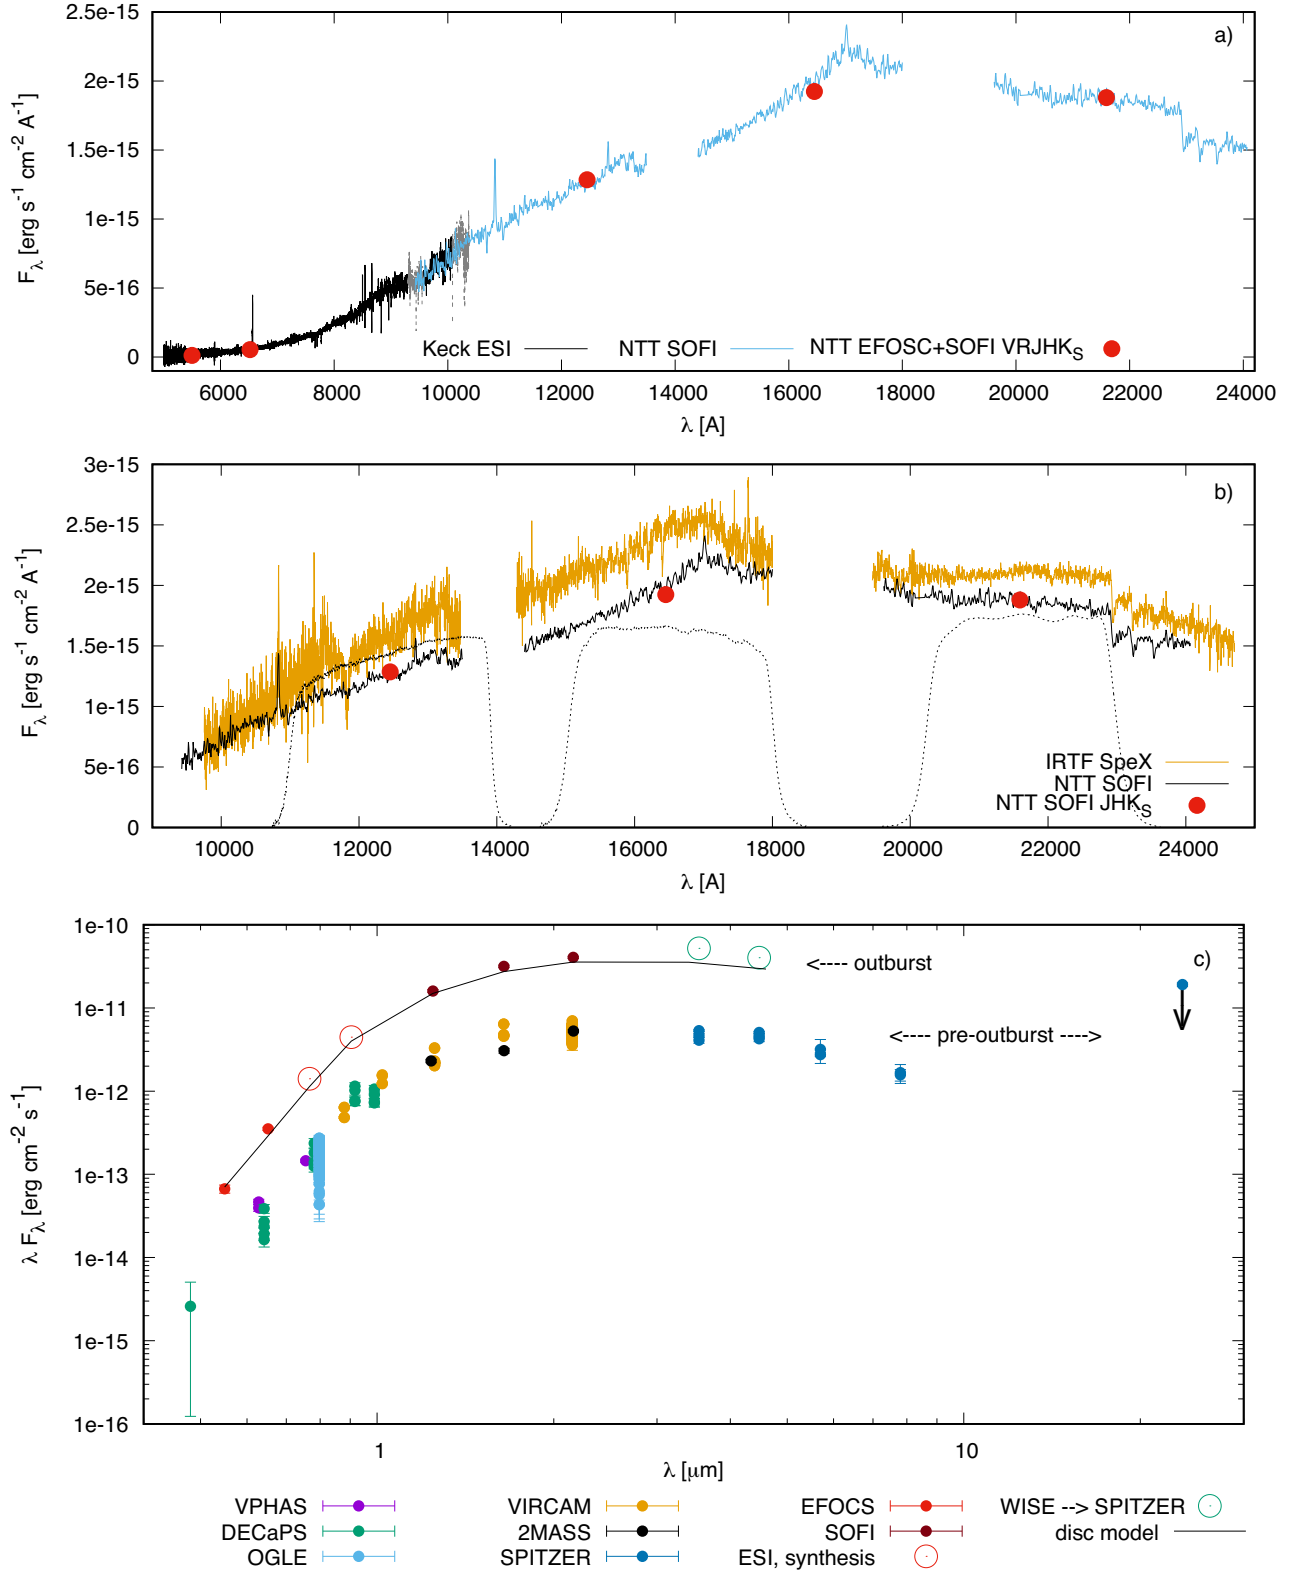 a)
2.5e-15
2e-15
1.5e-15
1e-15
5e-16
0
F_λ [erg s⁻¹ cm⁻² A⁻¹]
Keck ESI
NTT SOFI
NTT EFOSC+SOFI VRJHK_S
6000 8000 10000 12000 14000 16000 18000 20000 22000 24000
λ [A]
b)
3e-15
2.5e-15
2e-15
1.5e-15
1e-15
5e-16
0
F_λ [erg s⁻¹ cm⁻² A⁻¹]
IRTF SpeX
NTT SOFI
NTT SOFI JHK_S
10000 12000 14000 16000 18000 20000 22000 24000
λ [A]
c)
1e-10
1e-11
1e-12
1e-13
1e-14
1e-15
1e-16
λ F_λ [erg cm⁻² s⁻¹]
<---- outburst
<---- pre-outburst ---->
1 10
λ [μm]
VPHAS VIRCAM EFOCS WISE --> SPITZER
DECaPS 2MASS SOFI disc model
OGLE SPITZER ESI, synthesis